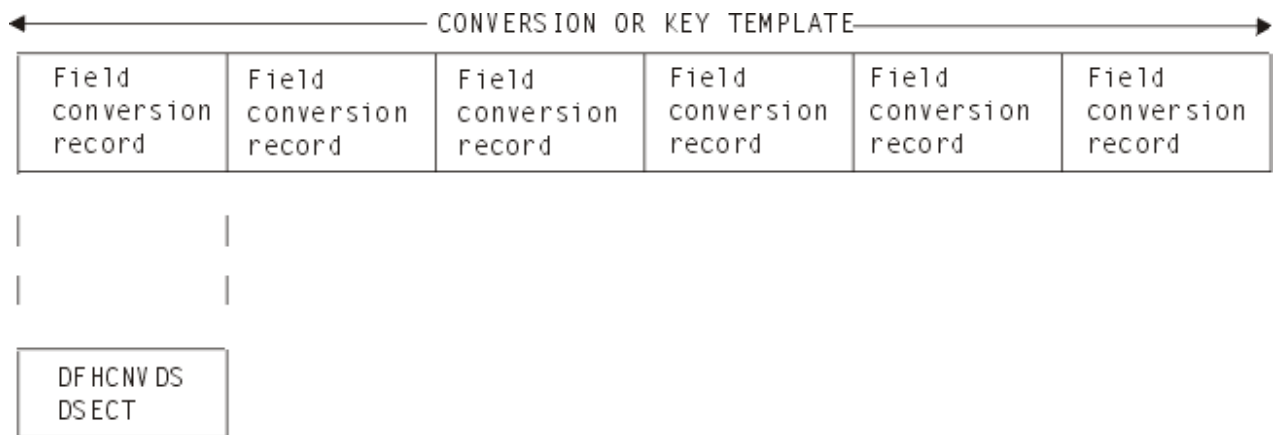 CONVERSION OR KEY TEMPLATE
Field conversion record
Field conversion record
Field conversion record
Field conversion record
Field conversion record
Field conversion record
DFHCNVDS
DSECT